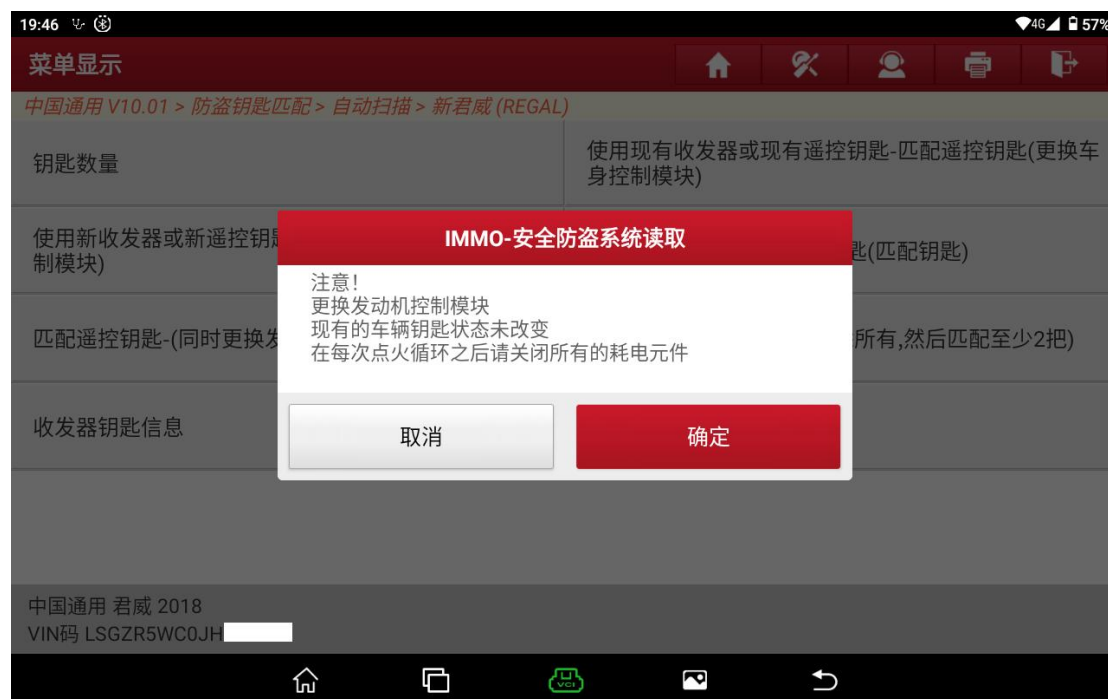 19:46
4G 57%
菜单显示
中国通用 V10.01 > 防盗钥匙匹配 > 自动扫描 > 新君威 (REGAL)
钥匙数量
使用现有收发器或现有遥控钥匙-匹配遥控钥匙(更换车
身控制模块)
使用新收发器或新遥控钥匙
制模块)
匙(匹配钥匙)
匹配遥控钥匙-(同时更换发
所有,然后匹配至少2把)
收发器钥匙信息
IMMO-安全防盗系统读取
注意!
更换发动机控制模块
现有的车辆钥匙状态未改变
在每次点火循环之后请关闭所有的耗电元件
取消
确定
中国通用 君威 2018
VIN码 LSGZR5WC0JH
VCI